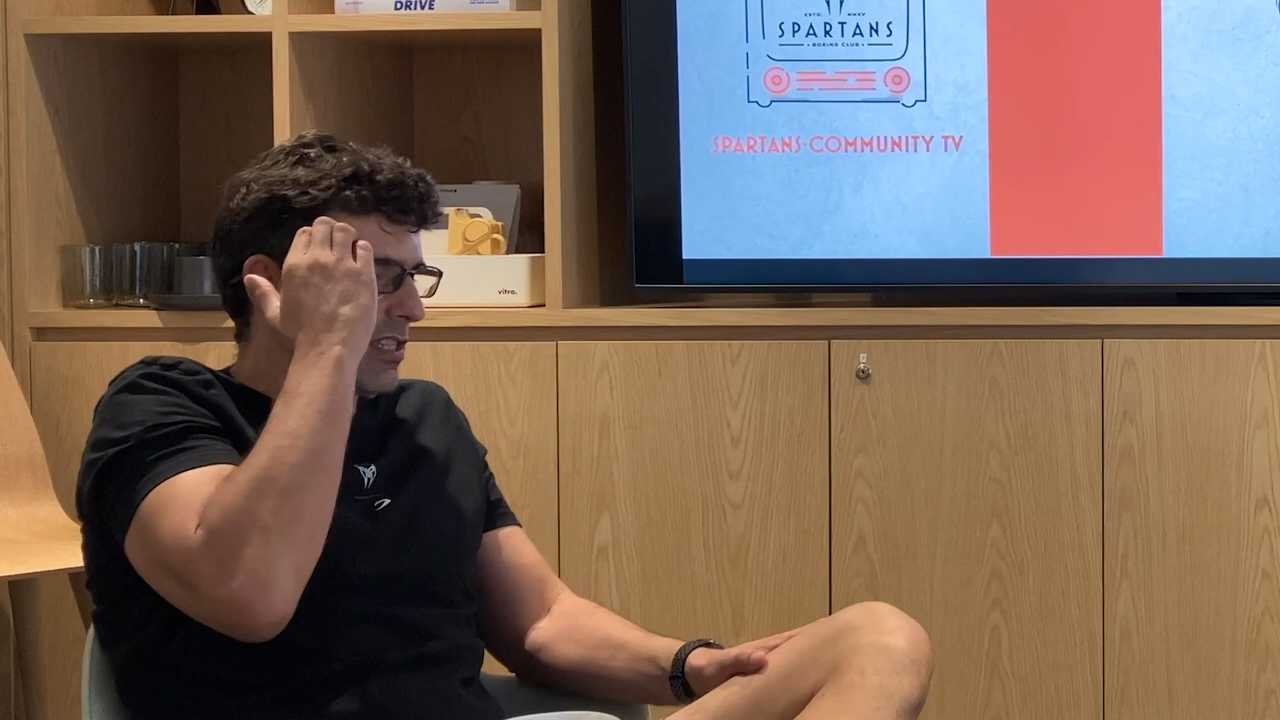 DRIVE
ESTD. MMXV
SPARTANS
• BOXING CLUB •
SPARTANS COMMUNITY TV
vitra.